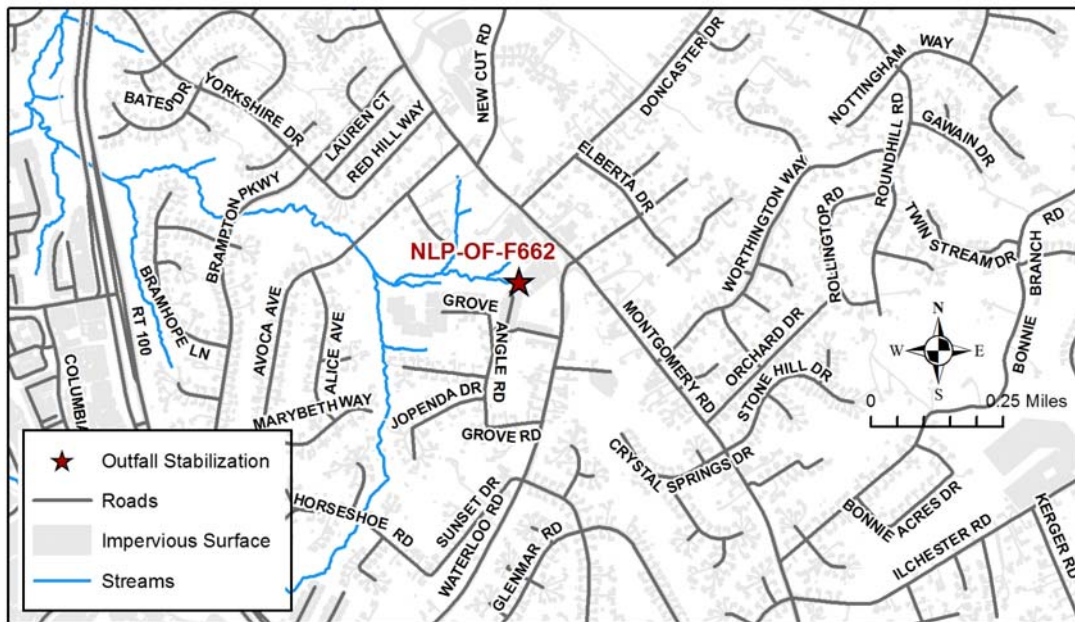 NEW CUT RD
DONCASTER DR
NOTTINGHAM WAY
BATES DR
YORKSHIRE DR
LAUREN CT
RED HILL WAY
GAWAIN DR
ELBERTA DR
ROUNDHILL RD
WORTHINGTON WAY
BRAMPTON PKWY
ROLLINGTOP RD
TWIN STREAM DR
NLP-OF-F662
BONNIE BRANCH RD
BRAMHOPE LN
RT 100
AVOCA AVE
ALICE AVE
GROVE ANGLE RD
MONTGOMERY RD
ORCHARD DR
STONE HILL DR
N
W E
S
0 0.25 Miles
COLUMBIA
MARYBETH WAY
JOPENDA DR
GROVE RD
CRYSTAL SPRINGS DR
HORSESHOE RD
SUNSET DR
WATERLOO RD
GLENMAR RD
BONNIE ACRES DR
ILCHESTER RD
KERGER RD
Outfall Stabilization
Roads
Impervious Surface
Streams